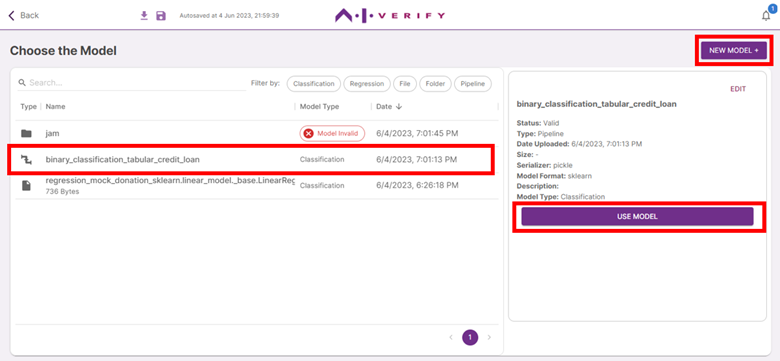 Back
Autosaved at 4 Jun 2023, 21:59:39
A·I·VERIFY
1
Choose the Model
NEW MODEL +
Search...
Filter by:
Classification
Regression
File
Folder
Pipeline
Type
Name
Model Type
Date
jam
Model Invalid
6/4/2023, 7:01:45 PM
binary_classification_tabular_credit_loan
Classification
6/4/2023, 7:01:13 PM
regression_mock_donation_sklearn.linear_model._base.LinearReg
736 Bytes
Classification
6/4/2023, 6:26:18 PM
1
EDIT
binary_classification_tabular_credit_loan
Status: Valid
Type: Pipeline
Date Uploaded: 6/4/2023, 7:01:13 PM
Size: -
Serializer: pickle
Model Format: sklearn
Description:
Model Type: Classification
USE MODEL